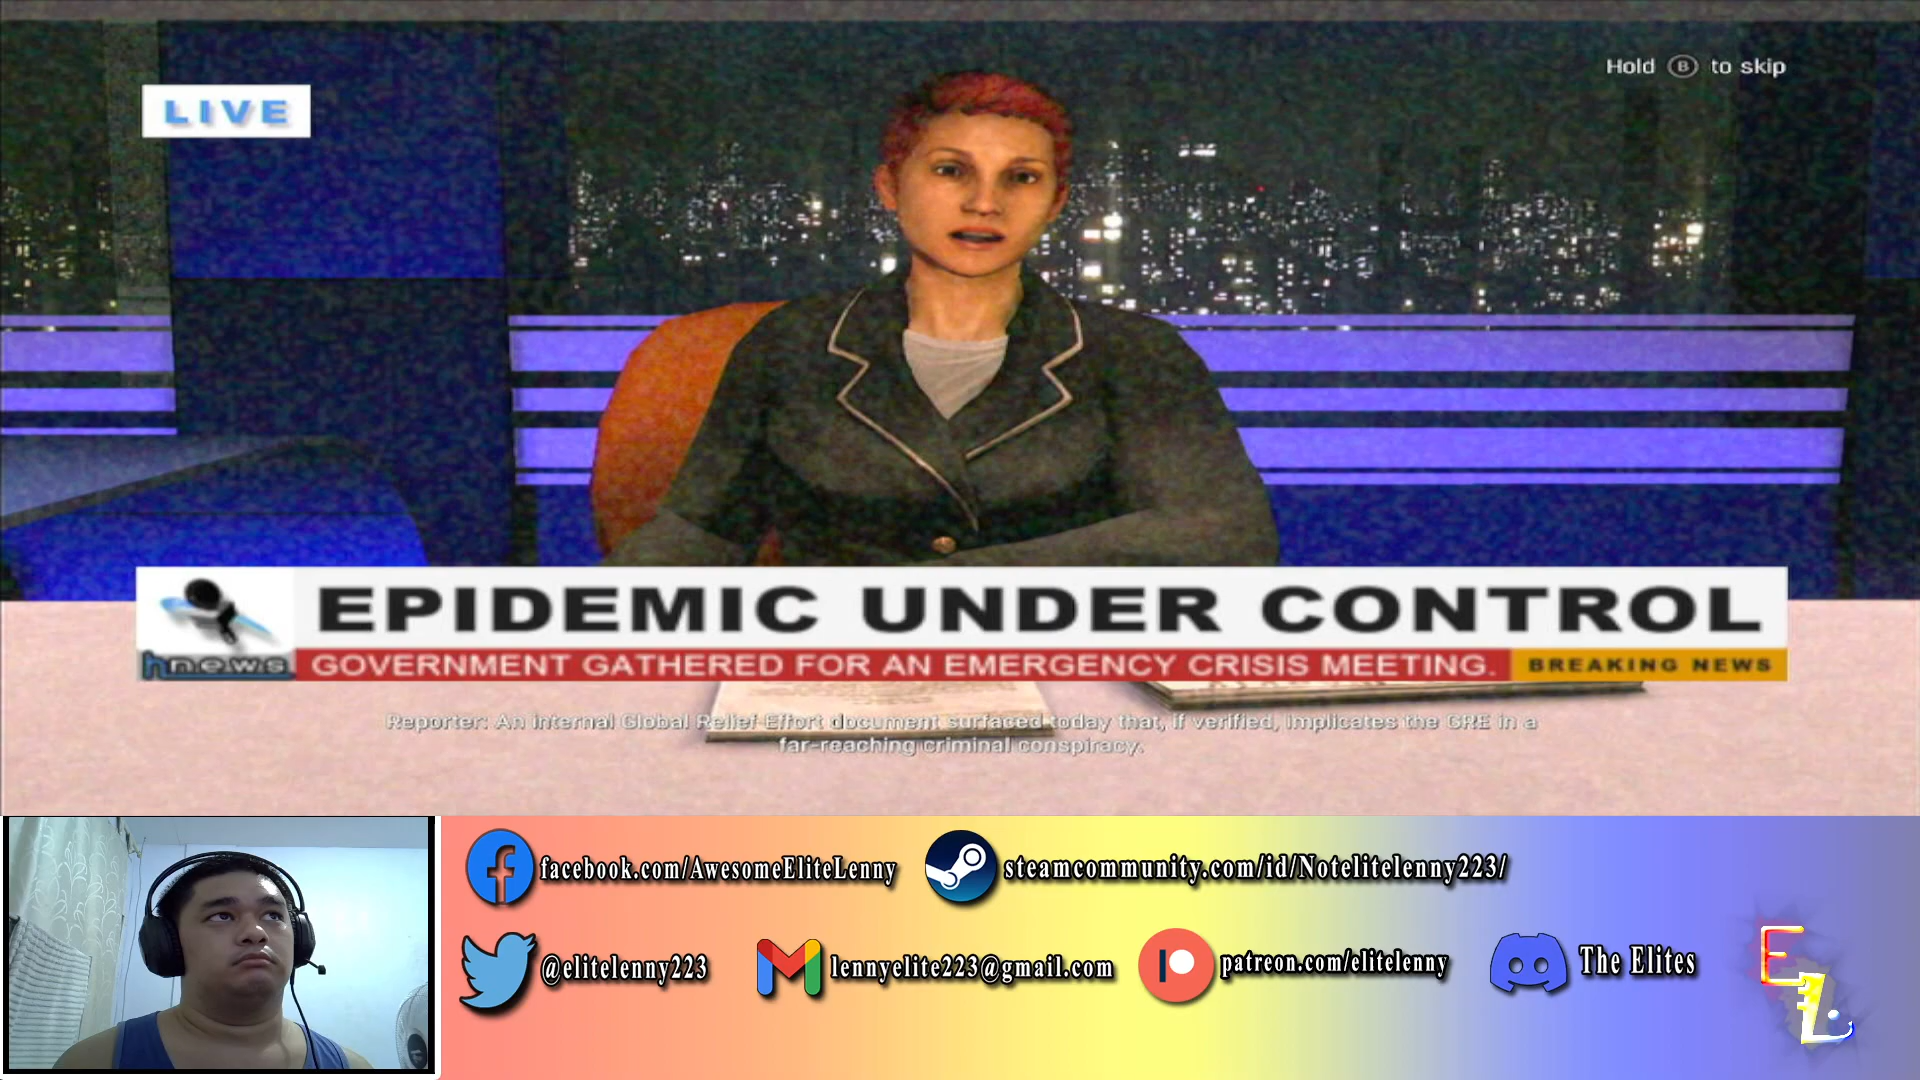 Hold B to skip
LIVE
EPIDEMIC UNDER CONTROL
hnews
GOVERNMENT GATHERED FOR AN EMERGENCY CRISIS MEETING.
BREAKING NEWS
Reporter: An internal Global Relief Effort document surfaced today that, if verified, implicates the GRE in a
far-reaching criminal conspiracy.
facebook.com/AwesomeEliteLenny
steamcommunity.com/id/Notelitelenny223/
@elitelenny223
lennyelite223@gmail.com
patreon.com/elitelenny
The Elites
EL